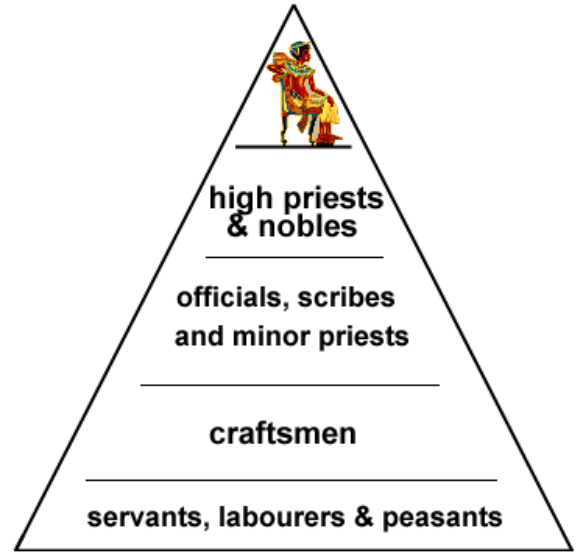 high priests
& nobles
officials, scribes
and minor priests
craftsmen
servants, labourers & peasants